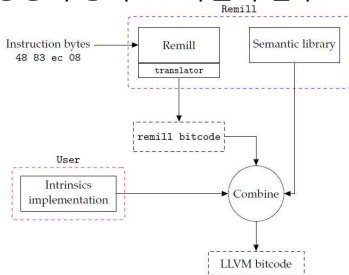 Remill
Instruction bytes
48 83 ec 08
Remill
translator
Semantic library
remill bitcode
User
Intrinsics
implementation
Combine
LLVM bitcode